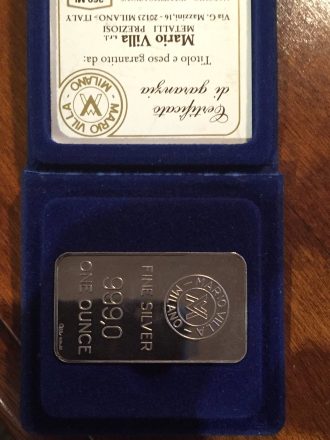 MARIO VILLA
MILANO
Certificato
di garanzia
Titolo e peso garantito da:
Mario Villa s.r.l.
METALLI PREZIOSI
Via G. Mazzini,16 - 20123 MILANO - ITALY
MARIO VILLA
MILANO
FINE SILVER
999,0
ONE OUNCE